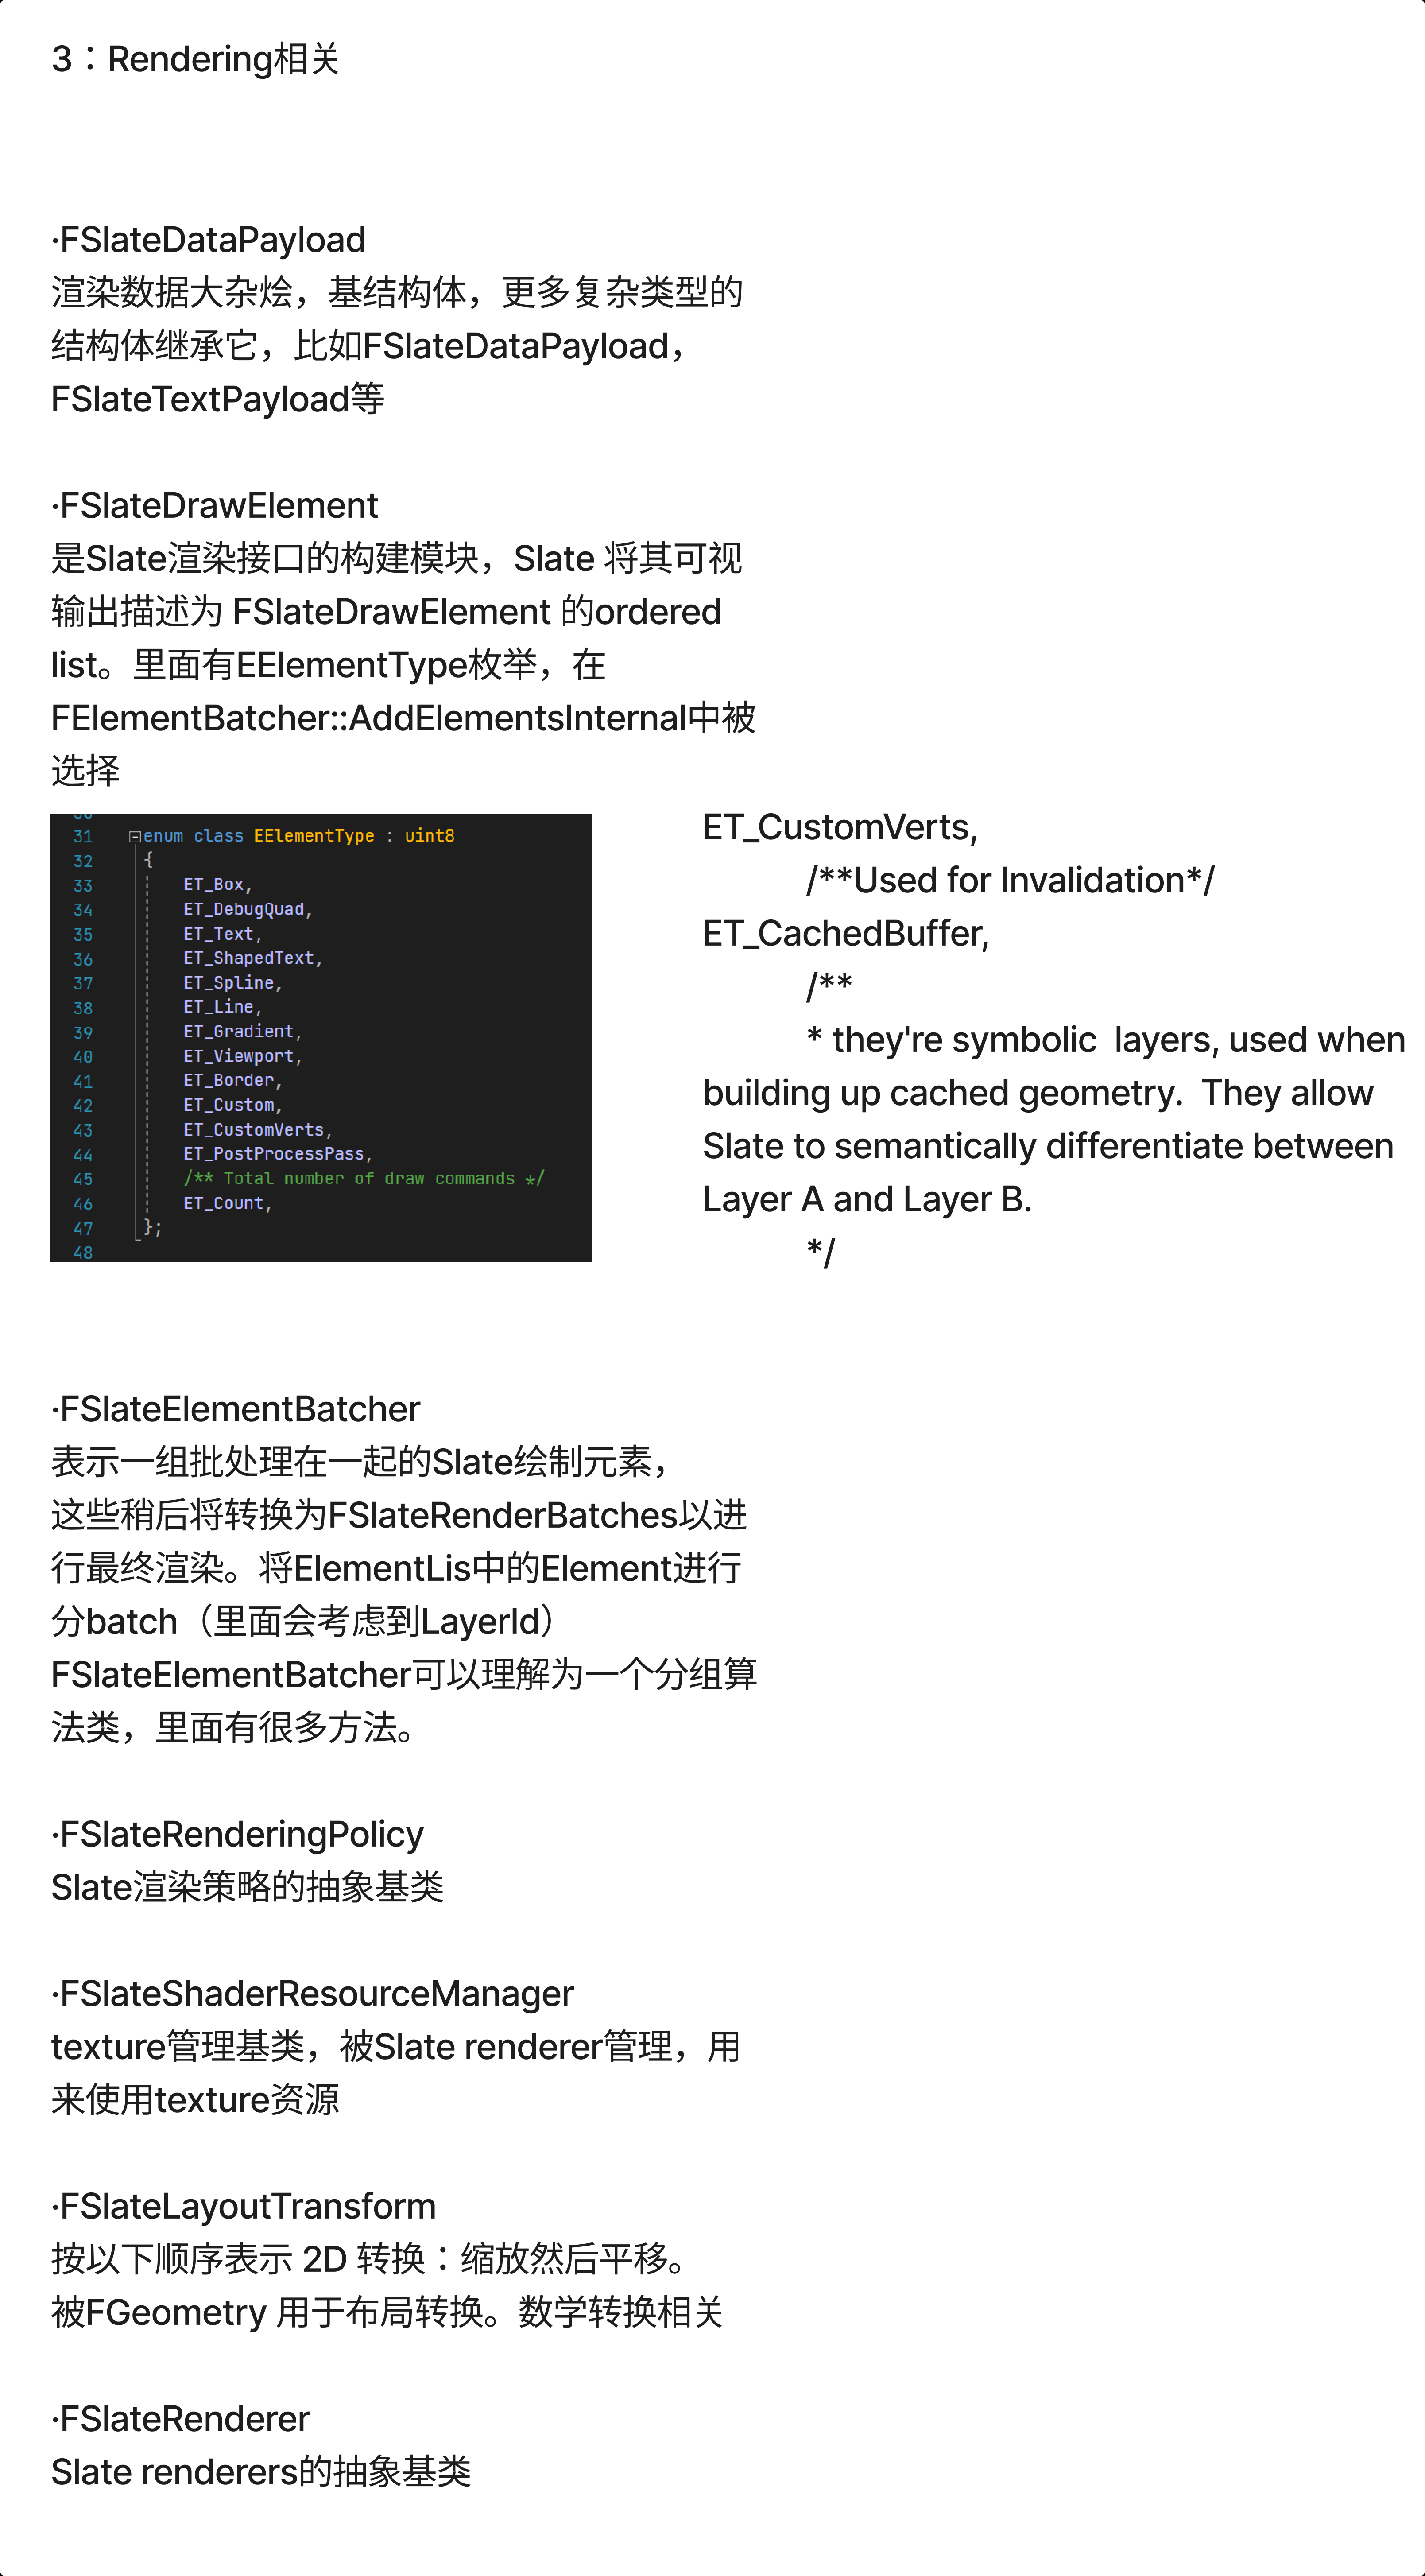 3：Rendering相关
·FSlateDataPayload
渲染数据大杂烩，基结构体，更多复杂类型的
结构体继承它，比如FSlateDataPayload，
FSlateTextPayload等
·FSlateDrawElement
是Slate渲染接口的构建模块，Slate 将其可视
输出描述为 FSlateDrawElement 的ordered
list。里面有EElementType枚举，在
FElementBatcher::AddElementsInternal中被
选择
31 enum class EElementType : uint8
32 {
33 ET_Box,
34 ET_DebugQuad,
35 ET_Text,
36 ET_ShapedText,
37 ET_Spline,
38 ET_Line,
39 ET_Gradient,
40 ET_Viewport,
41 ET_Border,
42 ET_Custom,
43 ET_CustomVerts,
44 ET_PostProcessPass,
45 /** Total number of draw commands */
46 ET_Count,
47 };
48
ET_CustomVerts,
/**Used for Invalidation*/
ET_CachedBuffer,
/**
* they're symbolic  layers, used when
building up cached geometry.  They allow
Slate to semantically differentiate between
Layer A and Layer B.
*/
·FSlateElementBatcher
表示一组批处理在一起的Slate绘制元素，
这些稍后将转换为FSlateRenderBatches以进
行最终渲染。将ElementLis中的Element进行
分batch（里面会考虑到LayerId）
FSlateElementBatcher可以理解为一个分组算
法类，里面有很多方法。
·FSlateRenderingPolicy
Slate渲染策略的抽象基类
·FSlateShaderResourceManager
texture管理基类，被Slate renderer管理，用
来使用texture资源
·FSlateLayoutTransform
按以下顺序表示 2D 转换：缩放然后平移。
被FGeometry 用于布局转换。数学转换相关
·FSlateRenderer
Slate renderers的抽象基类